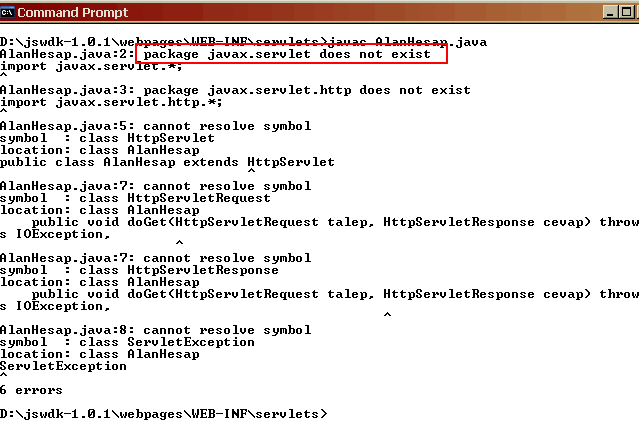 Command Prompt
D:\jswdk-1.0.1\webpages\WEB-INF\servlets>javac AlanHesap.java
AlanHesap.java:2: package javax.servlet does not exist
import javax.servlet.*;
^
AlanHesap.java:3: package javax.servlet.http does not exist
import javax.servlet.http.*;
^
AlanHesap.java:5: cannot resolve symbol
symbol  : class HttpServlet
location: class AlanHesap
public class AlanHesap extends HttpServlet
                               ^
AlanHesap.java:7: cannot resolve symbol
symbol  : class HttpServletRequest
location: class AlanHesap
    public void doGet(HttpServletRequest talep, HttpServletResponse cevap) throw
s IOException,
                      ^
AlanHesap.java:7: cannot resolve symbol
symbol  : class HttpServletResponse
location: class AlanHesap
    public void doGet(HttpServletRequest talep, HttpServletResponse cevap) throw
s IOException,
                                                ^
AlanHesap.java:8: cannot resolve symbol
symbol  : class ServletException
location: class AlanHesap
ServletException
^
6 errors
D:\jswdk-1.0.1\webpages\WEB-INF\servlets>